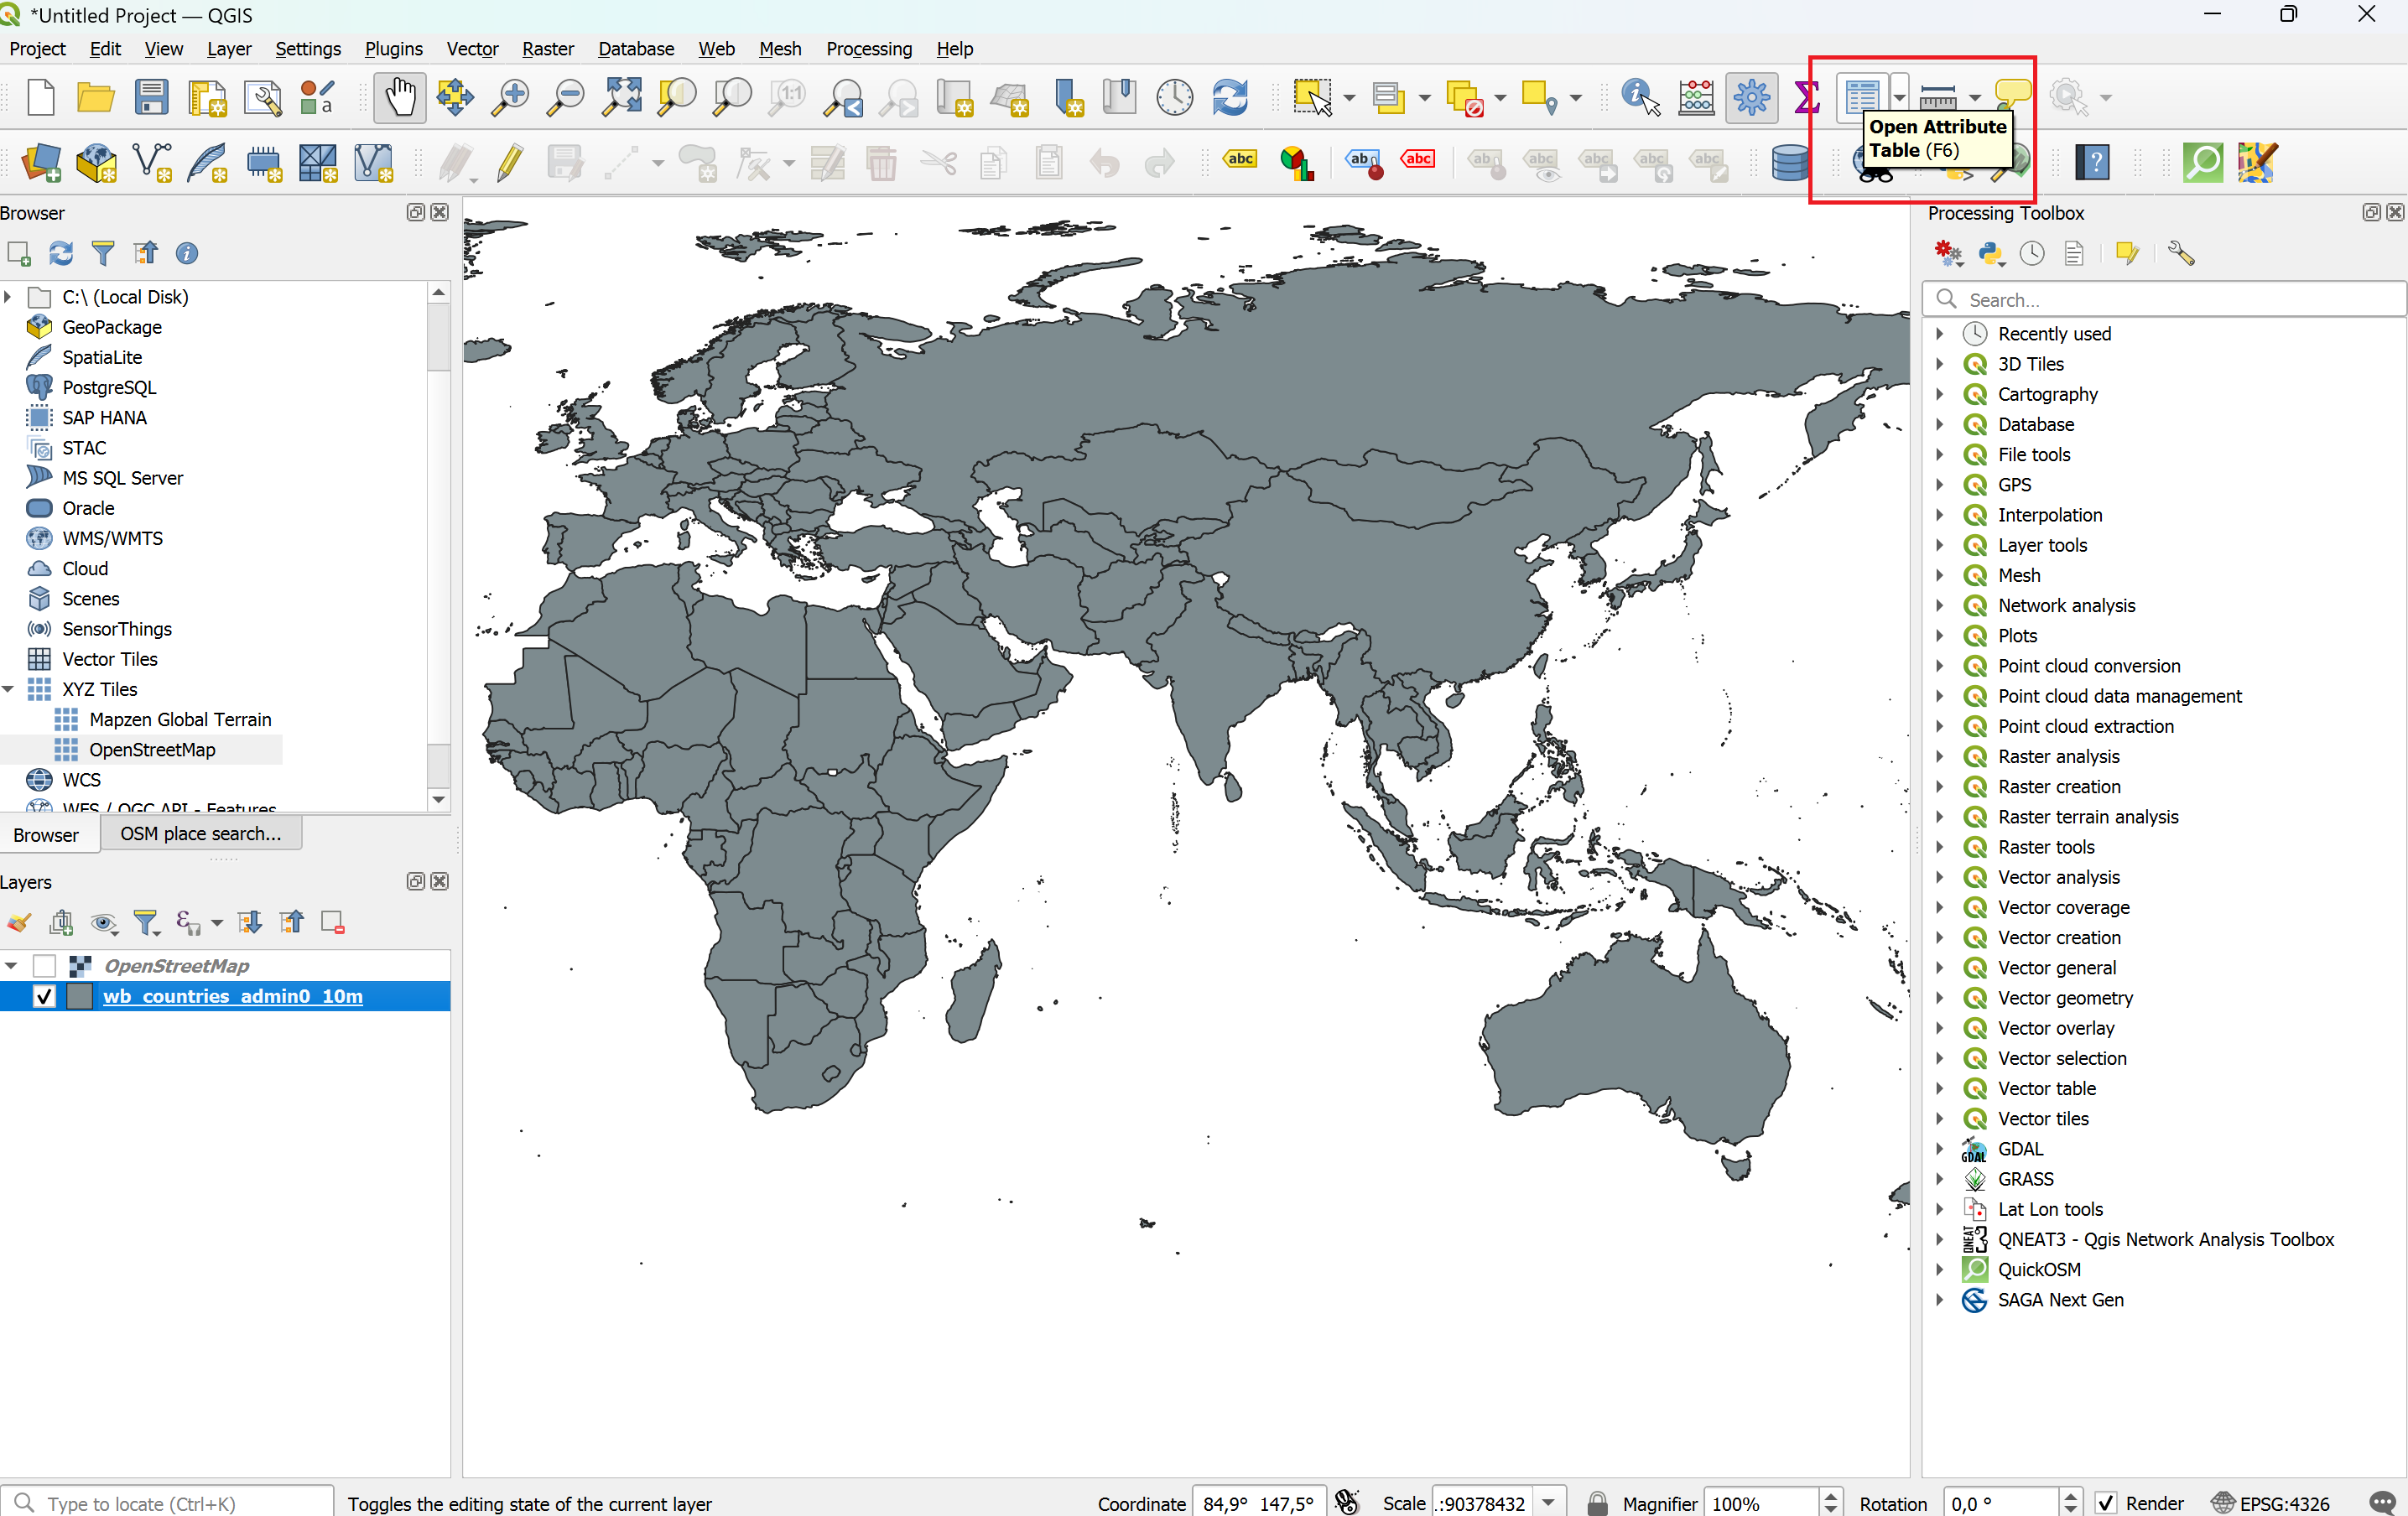 *Untitled Project — QGIS
Project Edit View Layer Settings Plugins Vector Raster Database Web Mesh Processing Help
Open Attribute
Table (F6)
Browser
Processing Toolbox
Search...
C:\ (Local Disk)
GeoPackage
SpatiaLite
PostgreSQL
SAP HANA
STAC
MS SQL Server
Oracle
WMS/WMTS
Cloud
Scenes
SensorThings
Vector Tiles
XYZ Tiles
Mapzen Global Terrain
OpenStreetMap
WCS
WFS / OGC API - Features
Browser OSM place search...
Layers
OpenStreetMap
wb_countries_admin0_10m
Recently used
3D Tiles
Cartography
Database
File tools
GPS
Interpolation
Layer tools
Mesh
Network analysis
Plots
Point cloud conversion
Point cloud data management
Point cloud extraction
Raster analysis
Raster creation
Raster terrain analysis
Raster tools
Vector analysis
Vector coverage
Vector creation
Vector general
Vector geometry
Vector overlay
Vector selection
Vector table
Vector tiles
GDAL
GRASS
Lat Lon tools
QNEAT3 - Qgis Network Analysis Toolbox
QuickOSM
SAGA Next Gen
Type to locate (Ctrl+K) Toggles the editing state of the current layer Coordinate 84,9° 147,5° Scale .:90378432 Magnifier 100% Rotation 0,0 ° Render EPSG:4326